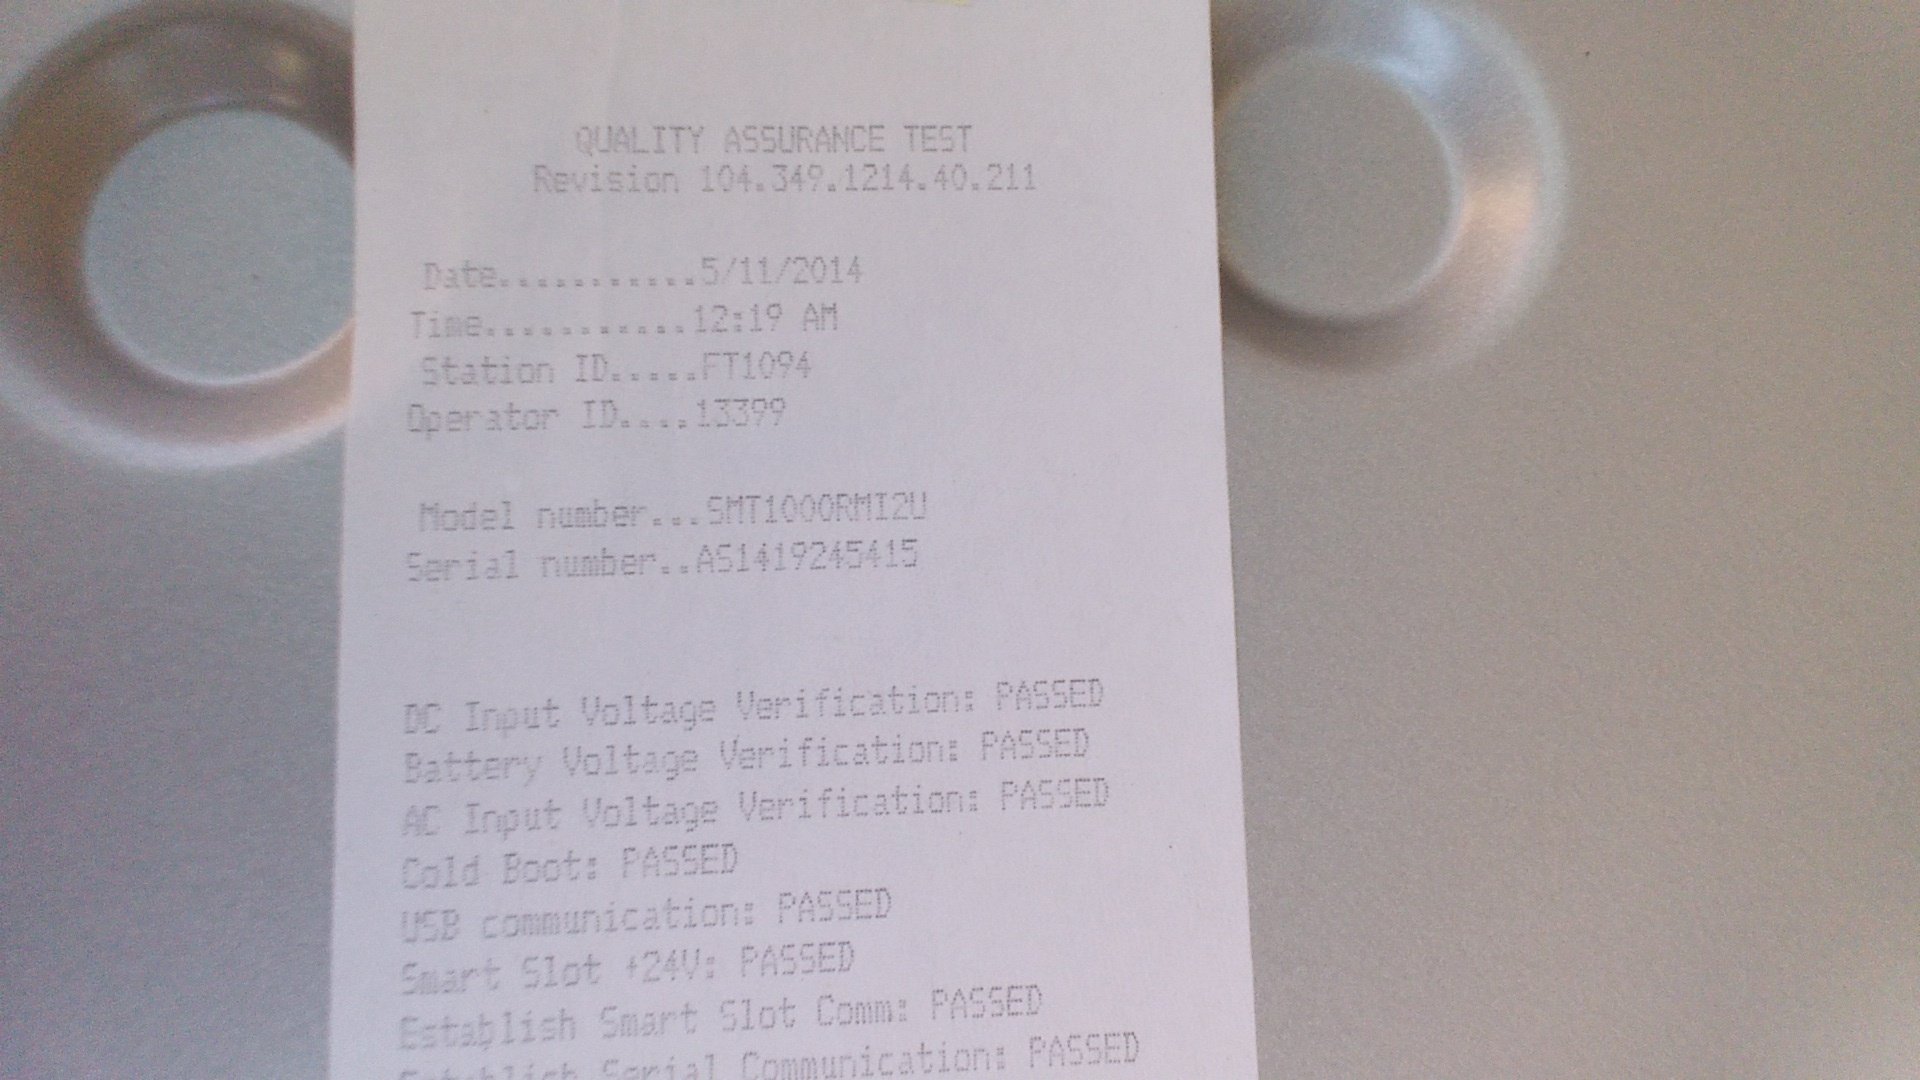 QUALITY ASSURANCE TEST
Revision 104.349.1214.40.211
Date...........5/11/2014
Time...........12:19 AM
Station ID.....FT1094
Operator ID....13399
Model number...SMT1000RMI2U
Serial number..AS1419245415
DC Input Voltage Verification: PASSED
Battery Voltage Verification: PASSED
AC Input Voltage Verification: PASSED
Cold Boot: PASSED
USB communication: PASSED
Smart Slot +24V: PASSED
Establish Smart Slot Comm: PASSED
Establish Serial Communication: PASSED